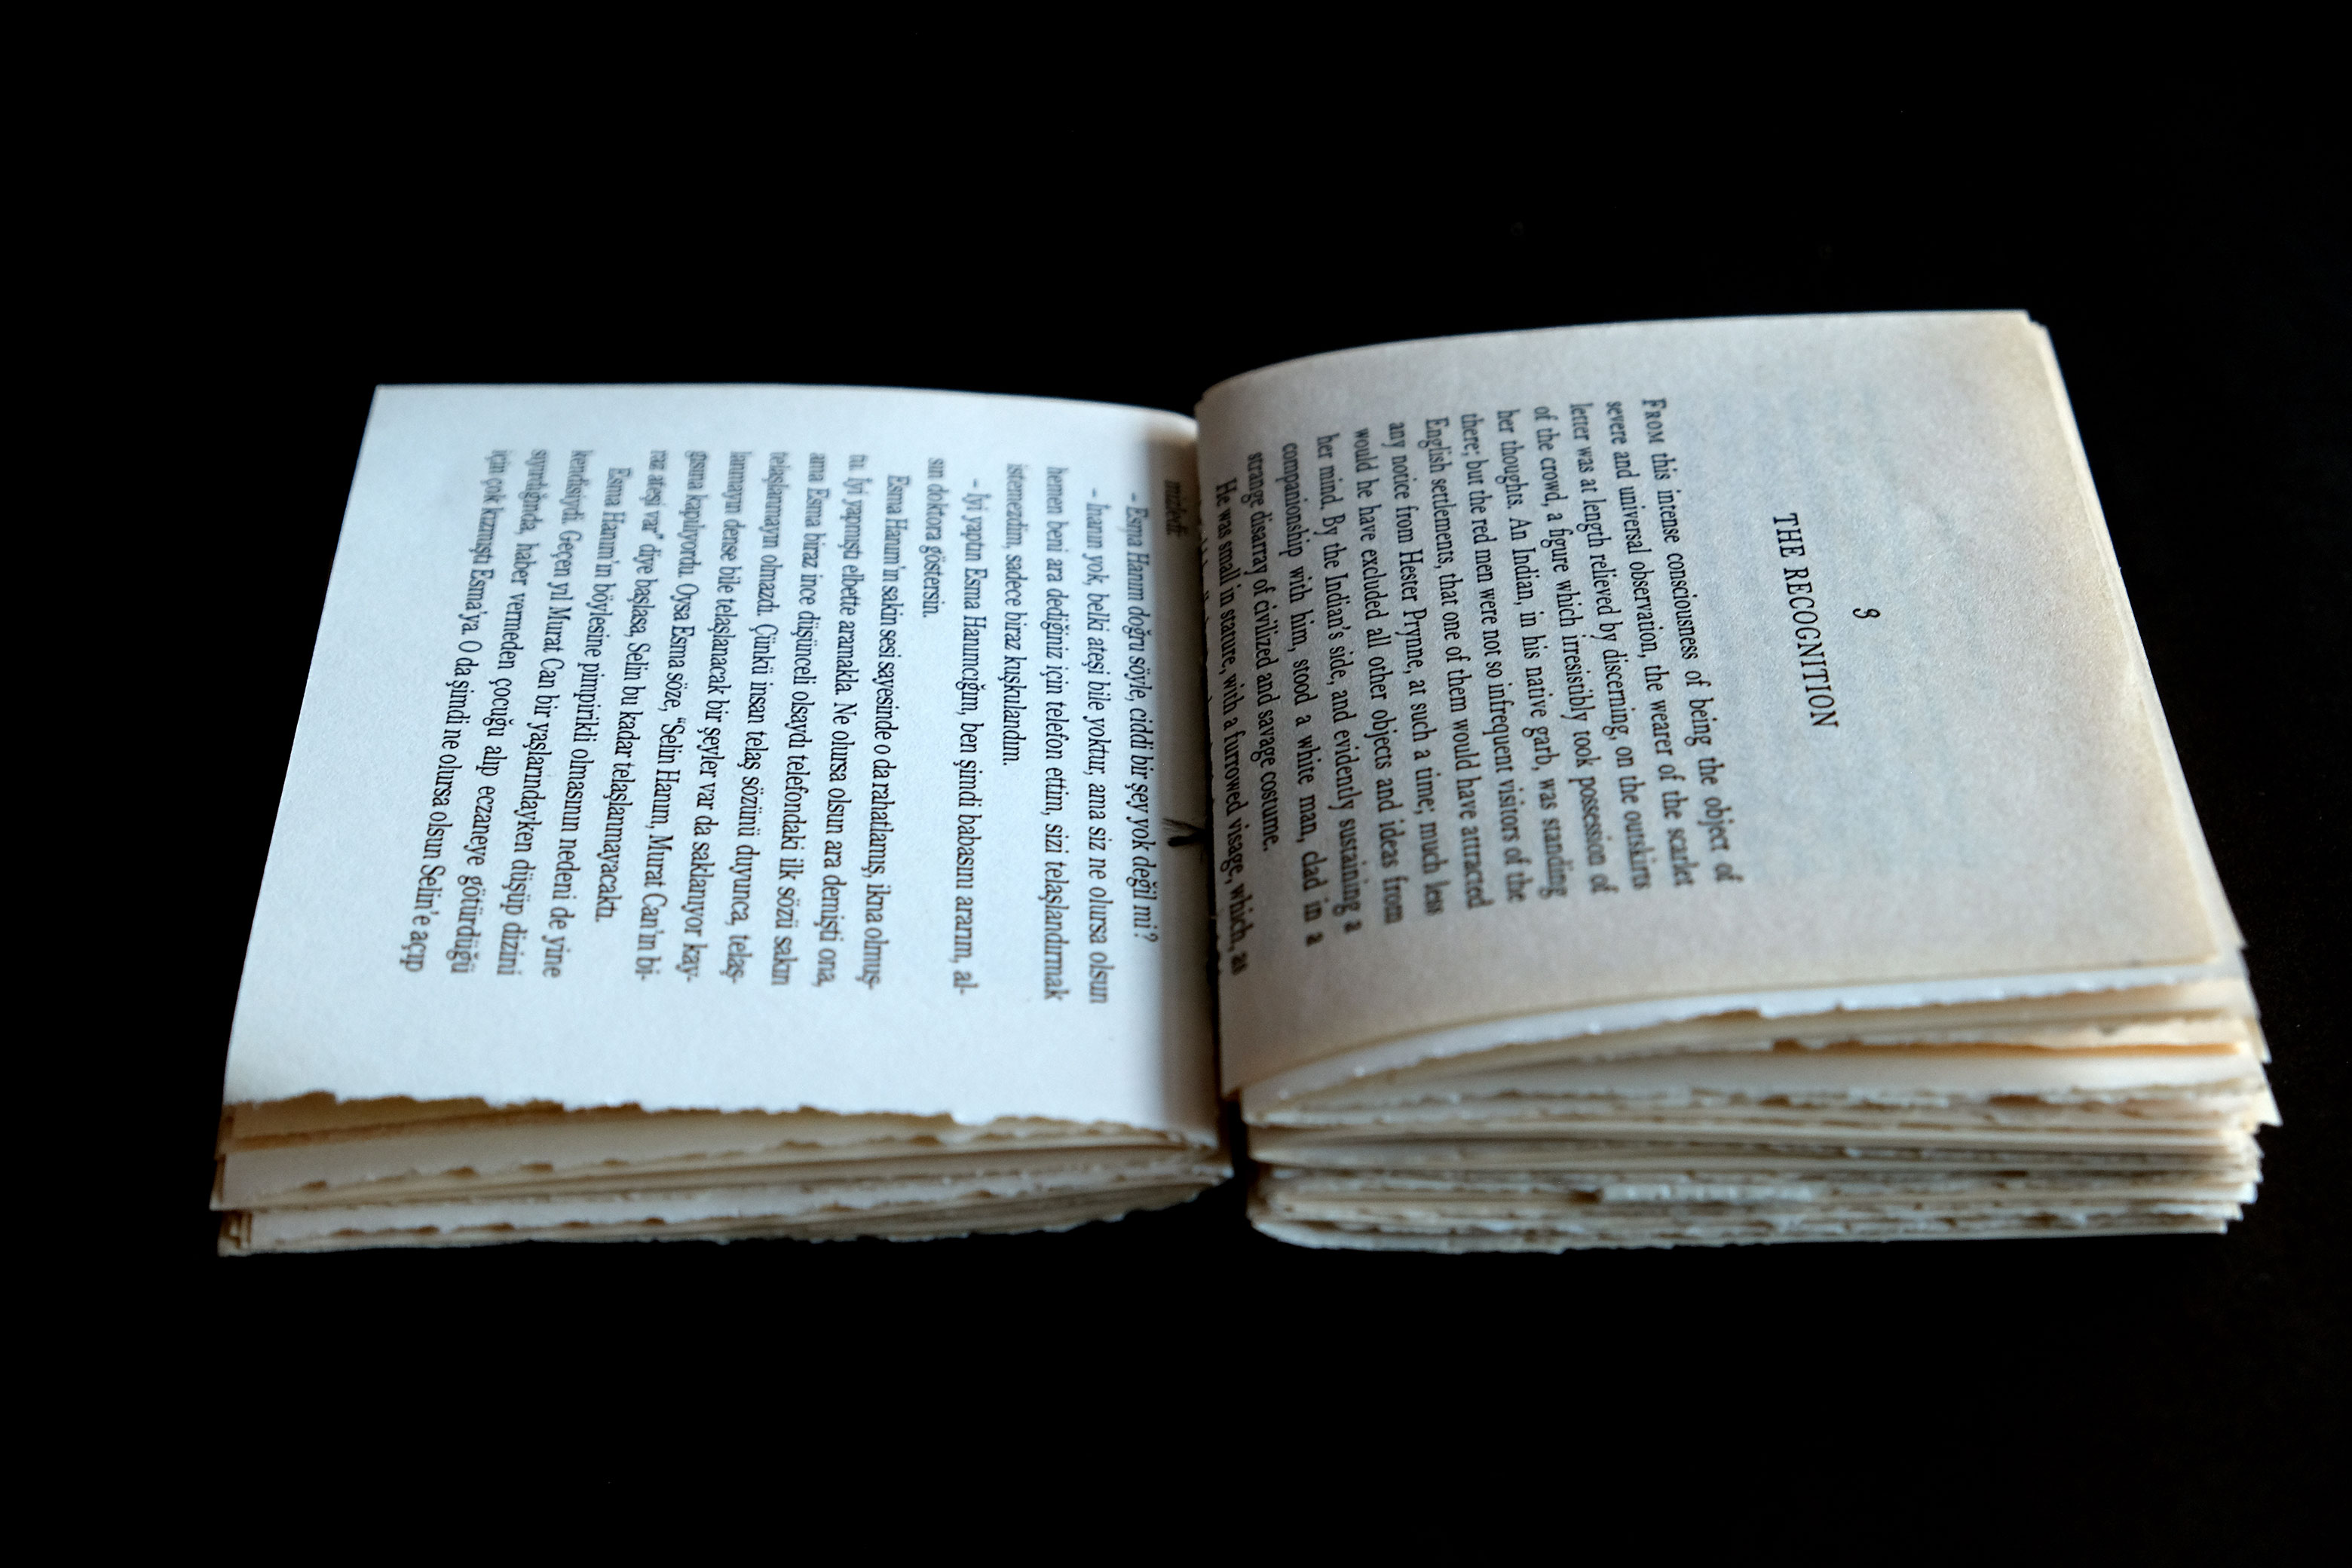 mizledi:
– Esma Hanım doğru söyle, ciddi bir şey yok değil mi?
– Inanın yok, belki ateşi bile yoktur, ama siz ne olursa olsun
hemen beni ara dediğiniz için telefon ettim, sizi telaşlandırmak
istemezdim, sadece biraz kuşkulandım.
– İyi yaptın Esma Hanımcığım, ben şimdi babasını ararım, al-
sın doktora göstersin.
Esma Hanım'ın sakin sesi sayesinde o da rahatlamış, ikna olmuş-
tu. İyi yapmıştı elbette aramakla. Ne olursa olsun ara demişti ona,
ama Esma biraz ince düşünceli olsaydı telefondaki ilk sözü sakın
telaşlanmayın olmazdı. Çünkü insan telaş sözünü duyunca, telaş-
lanmayın dense bile telaşlanacak bir şeyler var da saklanıyor kay-
gısına kapılıyordu. Oysa Esma söze, “Selin Hanım, Murat Can'ın bi-
raz ateşi var” diye başlasa, Selin bu kadar telaşlanmayacaktı.
Esma Hanım'ın böylesine pimpirikli olmasının nedeni de yine
kendisiydi. Geçen yıl Murat Can bir yaşlarındayken düşüp dizini
sıyırdığında, haber vermeden çocuğu alıp eczaneye götürdüğü
için çok kızmıştı Esma'ya. O da şimdi ne olursa olsun Selin'e açıp
3
THE RECOGNITION
FROM this intense consciousness of being the object of
severe and universal observation, the wearer of the scarlet
letter was at length relieved by discerning, on the outskirts
of the crowd, a figure which irresistibly took possession of
her thoughts. An Indian, in his native garb, was standing
there; but the red men were not so infrequent visitors of the
English settlements, that one of them would have attracted
any notice from Hester Prynne, at such a time; much less
would he have excluded all other objects and ideas from
her mind. By the Indian's side, and evidently sustaining a
companionship with him, stood a white man, clad in a
strange disarray of civilized and savage costume.
He was small in stature, with a furrowed visage, which, as